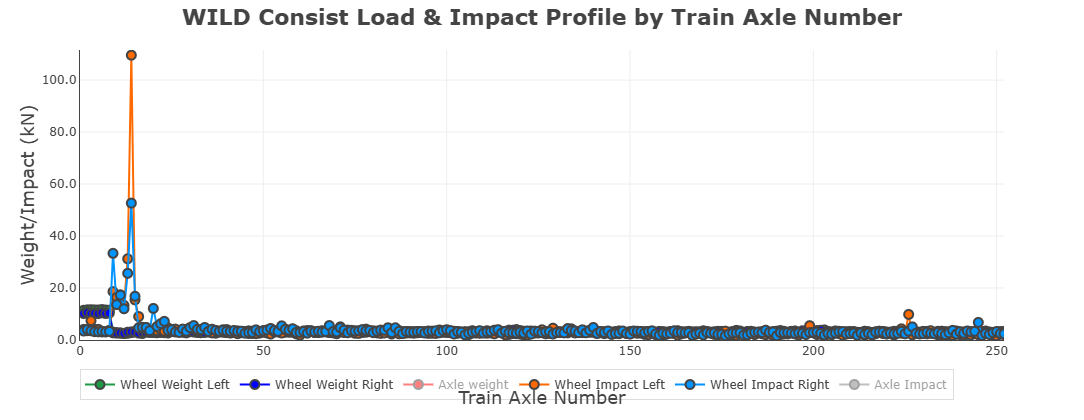 WILD Consist Load & Impact Profile by Train Axle Number
Weight/Impact (kN)
100.0
80.0
60.0
40.0
20.0
0.0
0 50 100 150 200 250
Wheel Weight Left Wheel Weight Right Axle weight Wheel Impact Left Wheel Impact Right Axle Impact
Train Axle Number